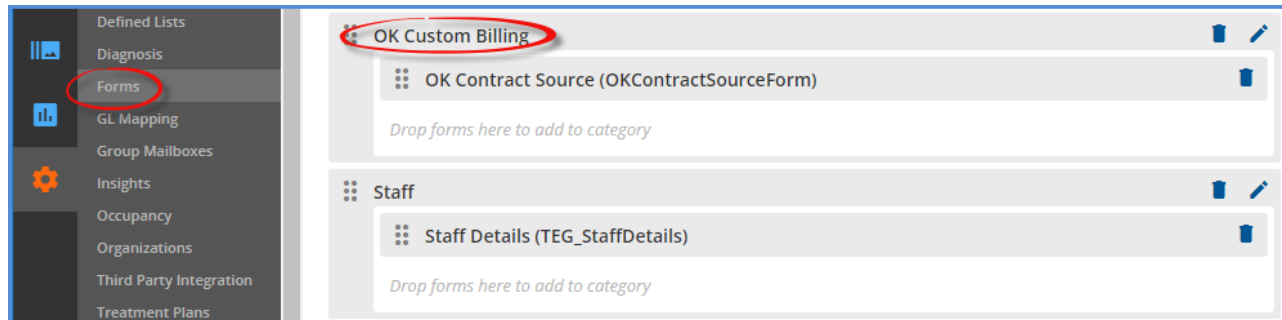 Defined Lists
Diagnosis
Forms
GL Mapping
Group Mailboxes
Insights
Occupancy
Organizations
Third Party Integration
Treatment Plans
OK Custom Billing
OK Contract Source (OKContractSourceForm)
Drop forms here to add to category
Staff
Staff Details (TEG_StaffDetails)
Drop forms here to add to category